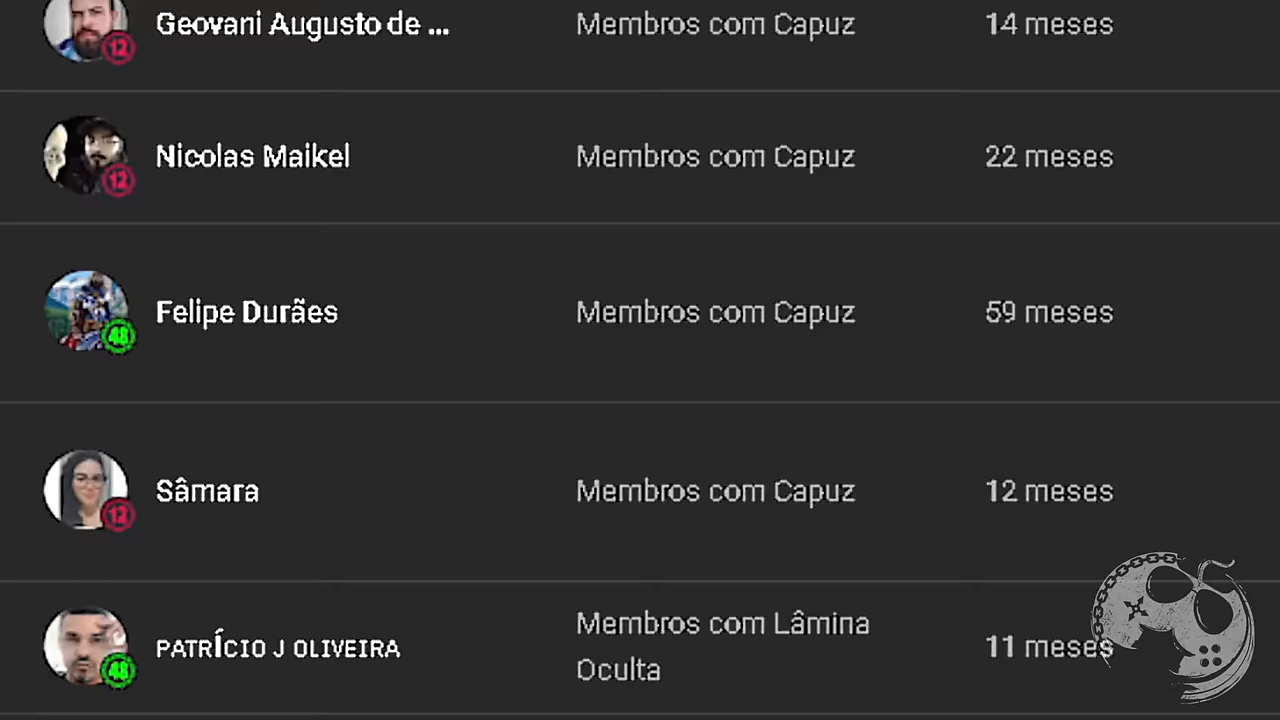 Geovani Augusto de ... Membros com Capuz 14 meses
12
Nicolas Maikel Membros com Capuz 22 meses
12
Felipe Durães Membros com Capuz 59 meses
48
Sâmara Membros com Capuz 12 meses
12
PATRÍCIO J OLIVEIRA Membros com Lâmina 11 meses
Oculta
48